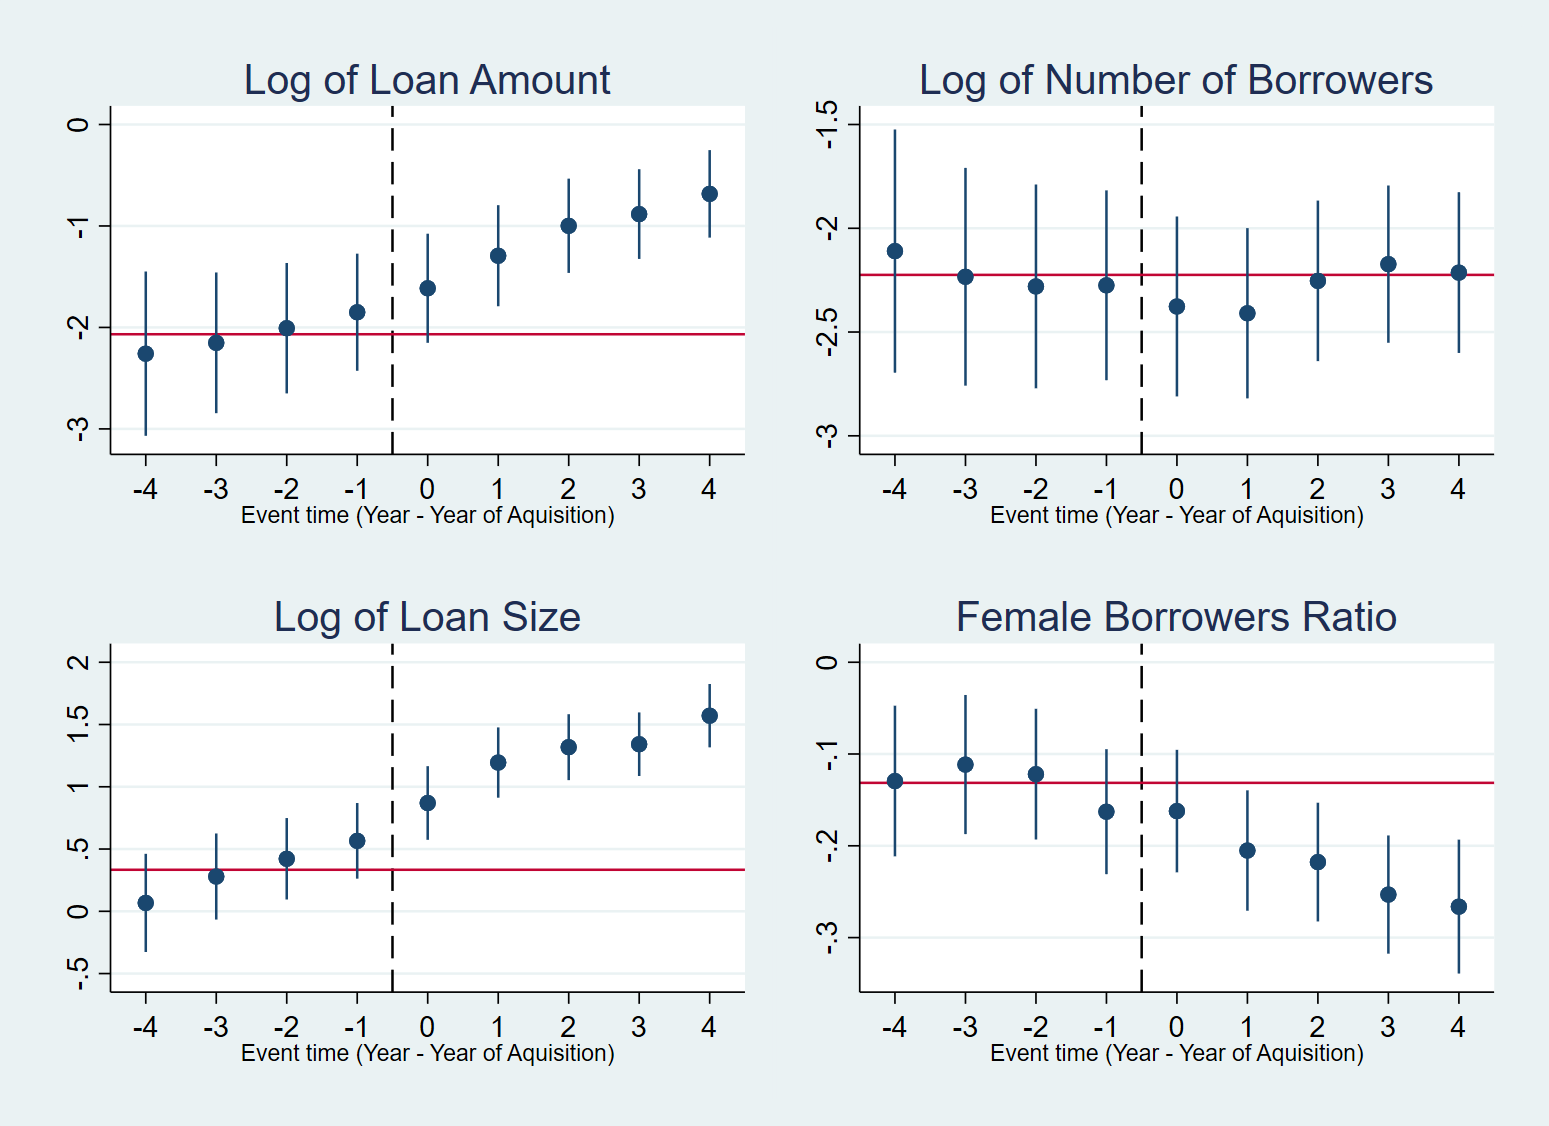 Log of Loan Amount
0
-1
-2
-3
-4 -3 -2 -1 0 1 2 3 4
Event time (Year - Year of Aquisition)
Log of Number of Borrowers
-1.5
-2
-2.5
-3
-4 -3 -2 -1 0 1 2 3 4
Event time (Year - Year of Aquisition)
Log of Loan Size
2
1.5
1
.5
0
-.5
-4 -3 -2 -1 0 1 2 3 4
Event time (Year - Year of Aquisition)
Female Borrowers Ratio
0
-.1
-.2
-.3
-4 -3 -2 -1 0 1 2 3 4
Event time (Year - Year of Aquisition)